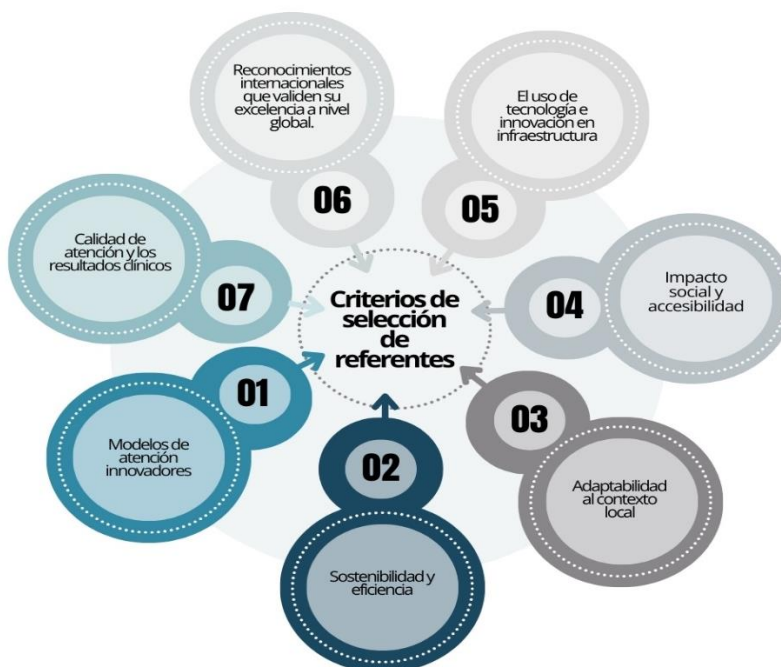 Criterios de
selección
de
referentes
01
Modelos de
atención
innovadores
02
Sostenibilidad y
eficiencia
03
Adaptabilidad
al contexto
local
04
Impacto
social y
accesibilidad
05
El uso de
tecnología e
innovación en
infraestructura
06
Reconocimientos
internacionales
que validen su
excelencia a nivel
global.
07
Calidad de
atención y los
resultados clínicos